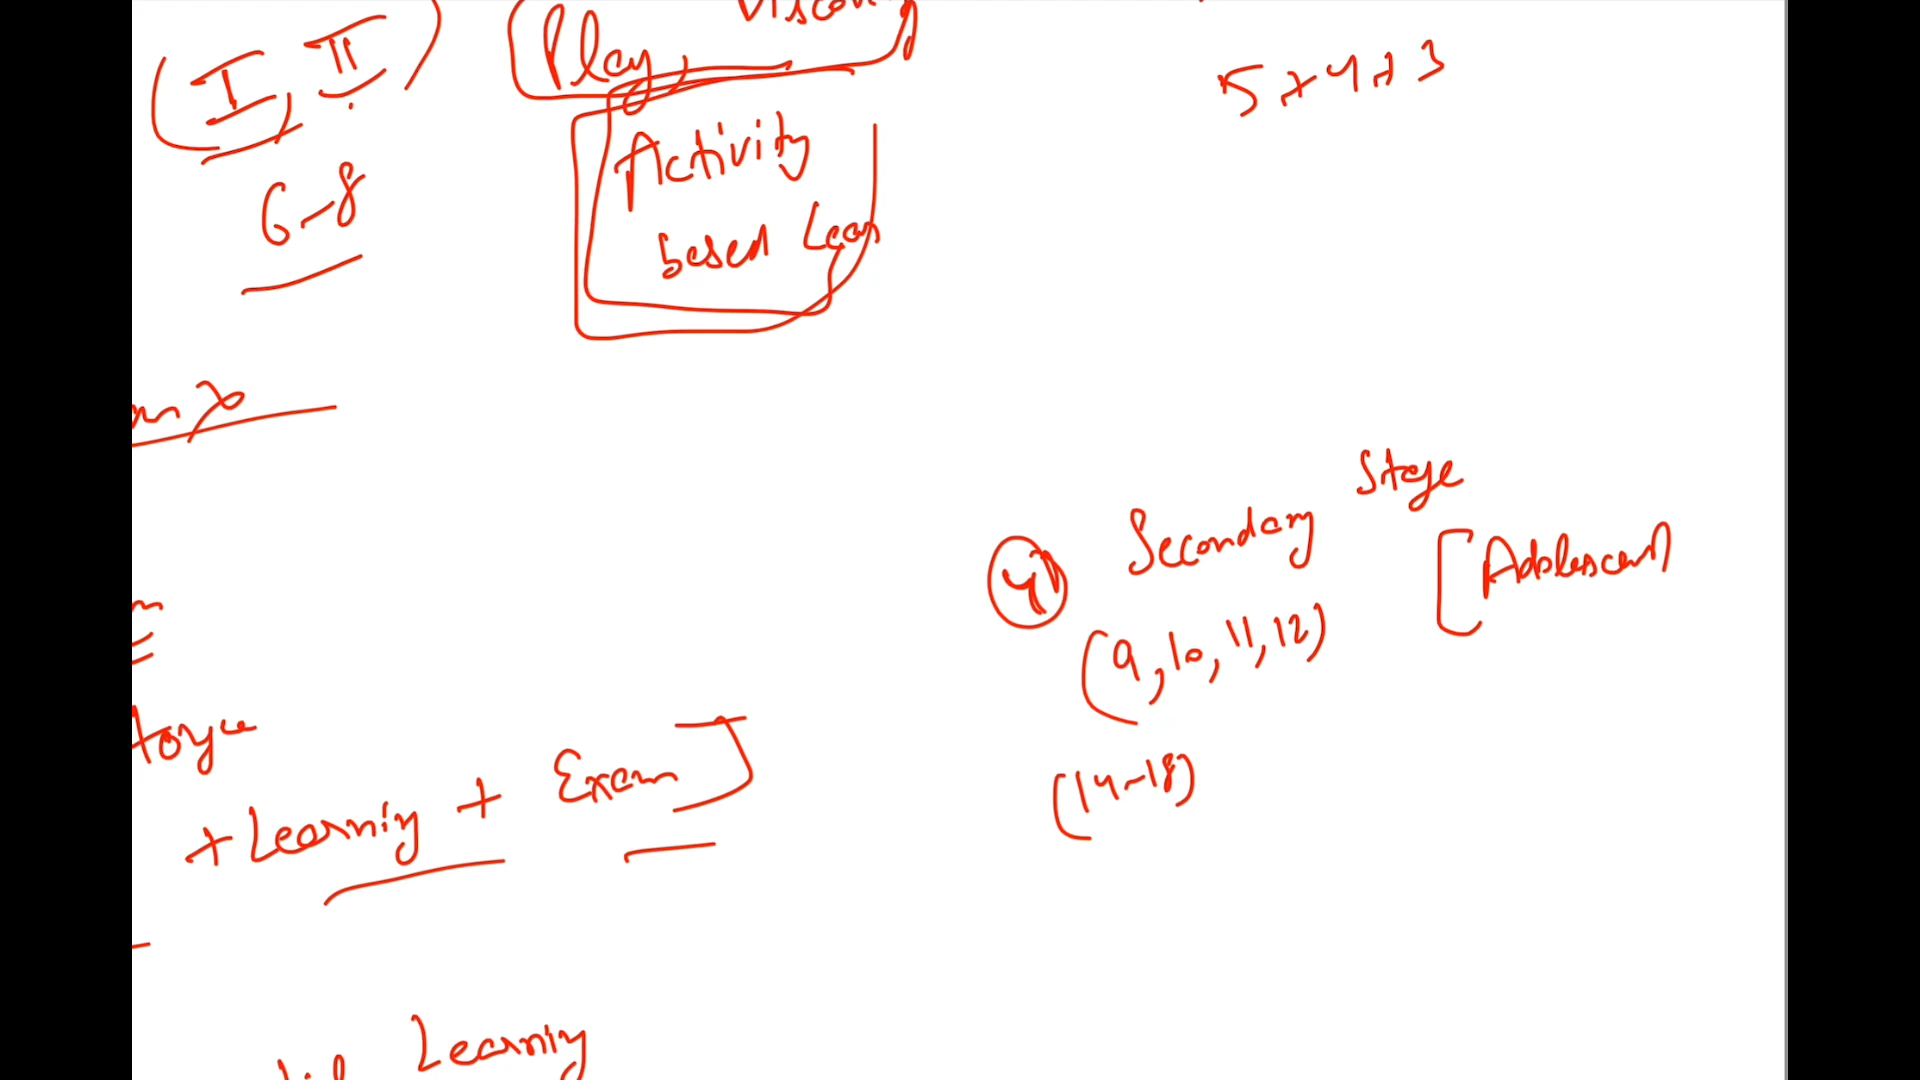 (I, II)
6-8
Play,
Activity
based Lear
5+4+3
④ Secondary Stage
[Adolescent
(9,10,11,12)
(14-18)
+ Learning + Exam]
Learning